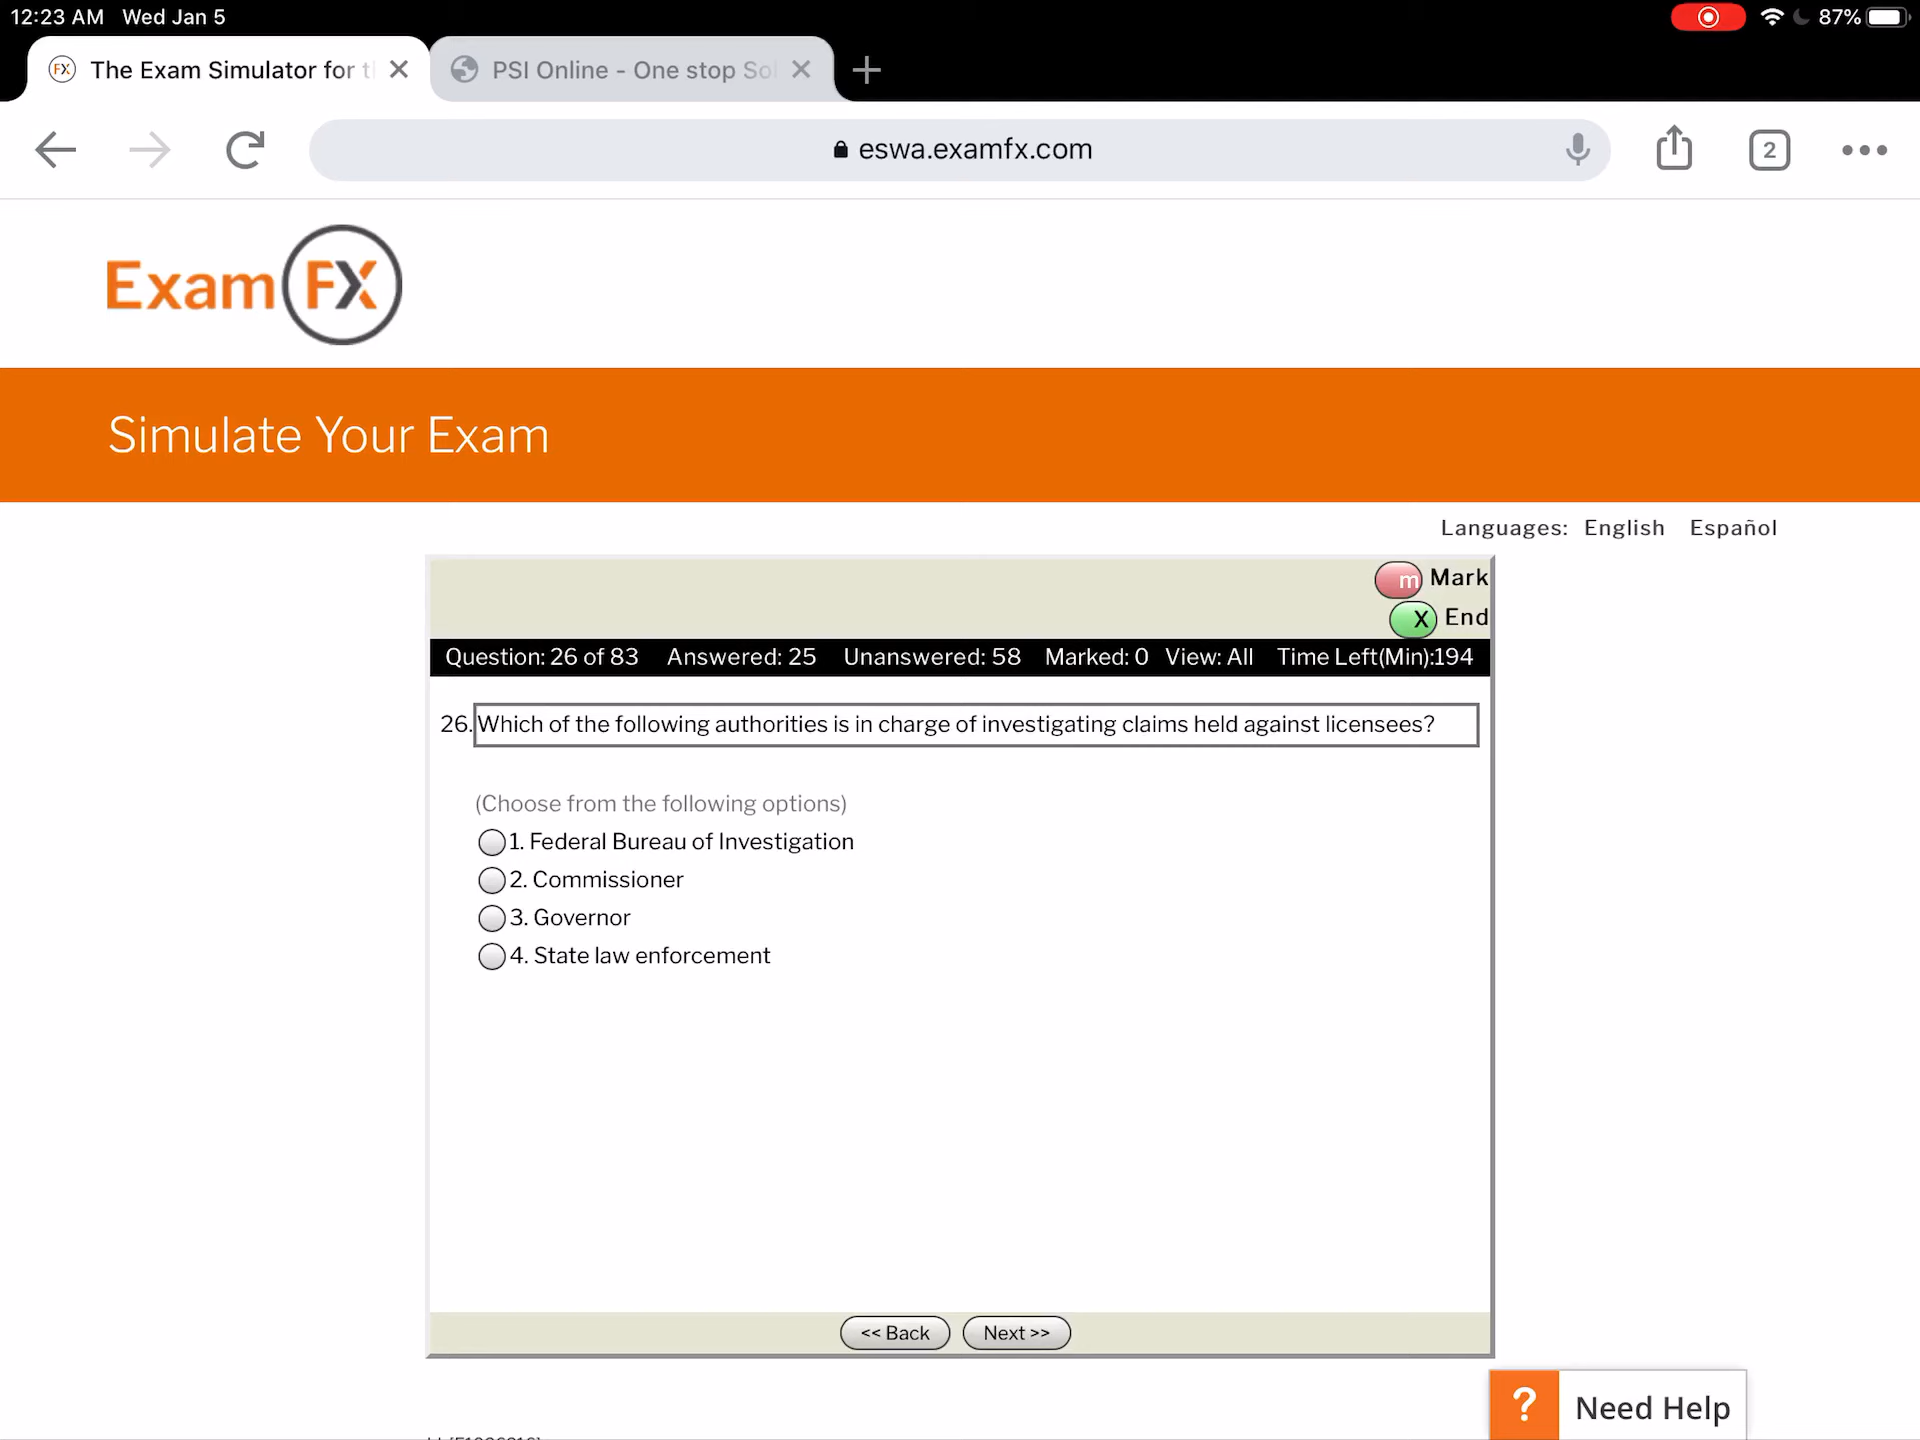 12:23 AM Wed Jan 5
87%
The Exam Simulator for t
PSI Online - One stop Sol
eswa.examfx.com
2
Exam FX
Simulate Your Exam
Languages: English Español
m Mark
X End
Question: 26 of 83 Answered: 25 Unanswered: 58 Marked: 0 View: All Time Left(Min):194
26. Which of the following authorities is in charge of investigating claims held against licensees?
(Choose from the following options)
1. Federal Bureau of Investigation
2. Commissioner
3. Governor
4. State law enforcement
<< Back Next >>
? Need Help